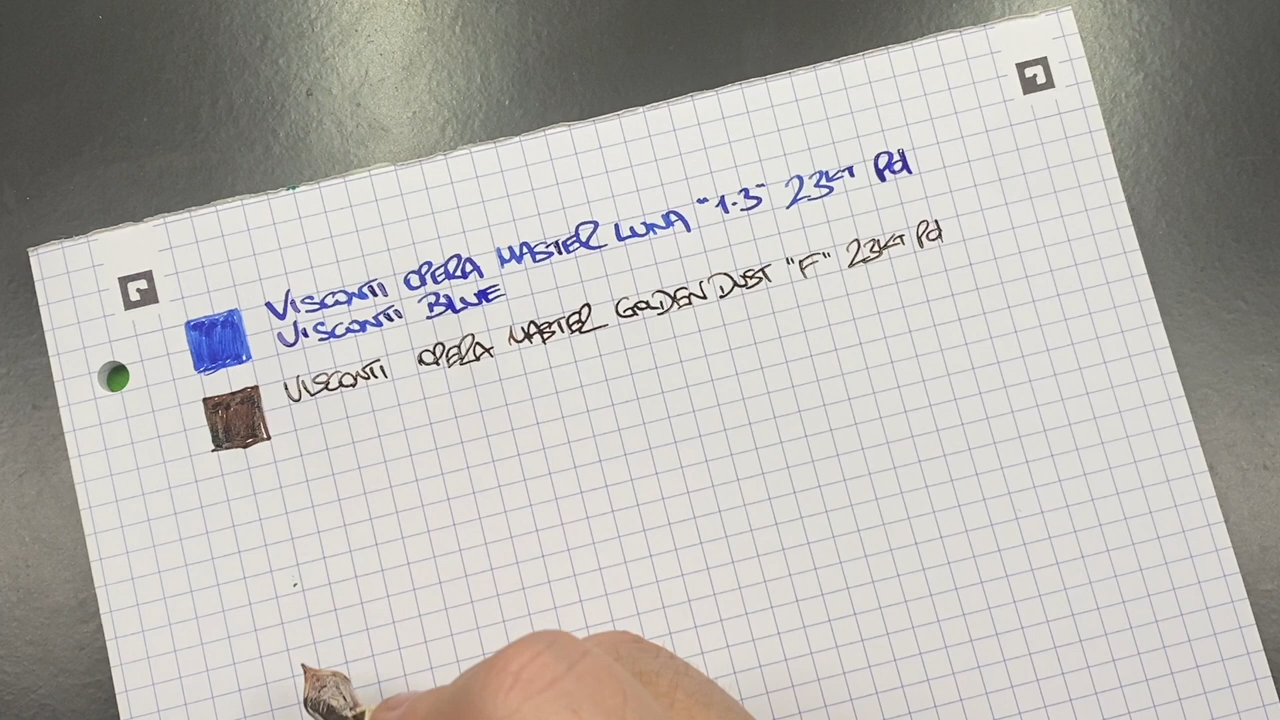 VISCONTI OPERA MASTER LUNA "1.3" 23KT Pd
VISCONTI BLUE
VISCONTI OPERA MASTER GOLDEN DUST "F" 23KT Pd